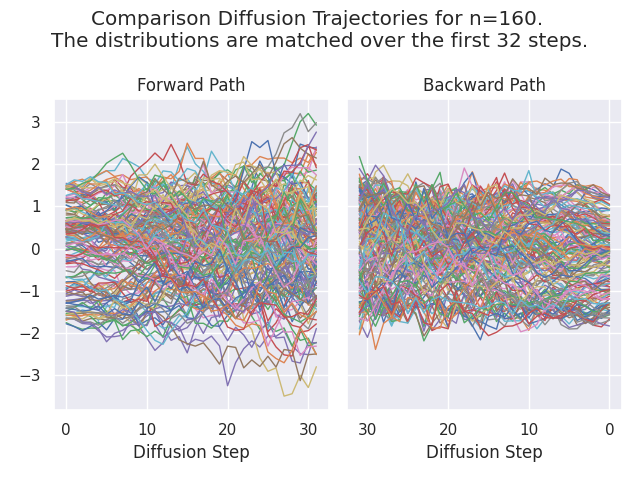 Comparison Diffusion Trajectories for n=160.
The distributions are matched over the first 32 steps.
Forward Path
Backward Path
3
2
1
0
−1
−2
−3
0 10 20 30
30 20 10 0
Diffusion Step
Diffusion Step